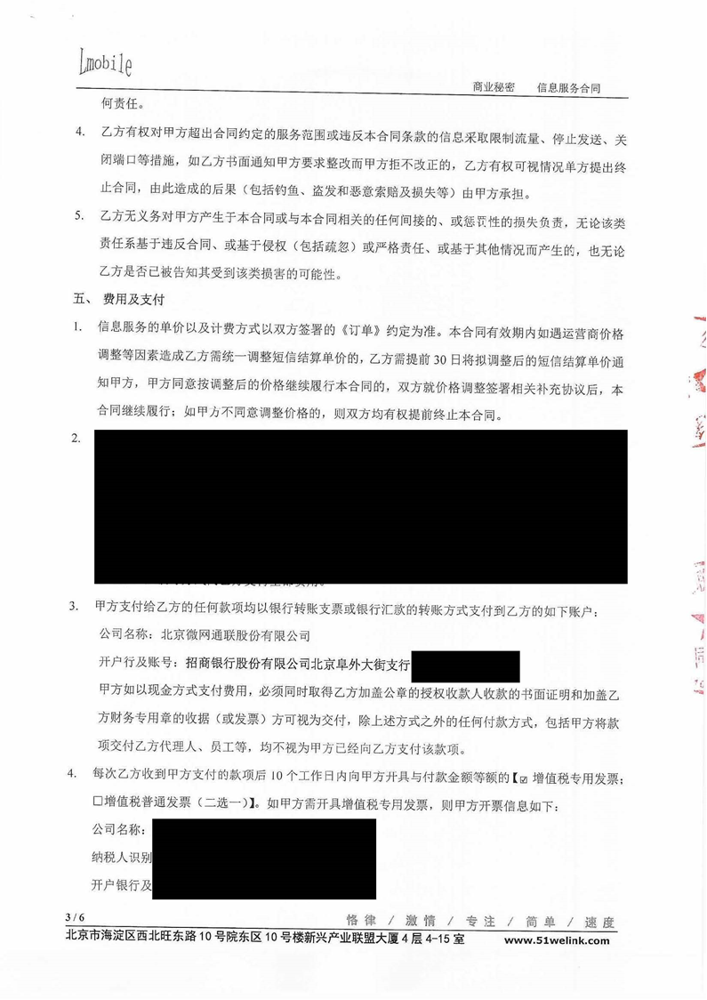 Lmobile
商业秘密 信息服务合同
何责任。
4. 乙方有权对甲方超出合同约定的服务范围或违反本合同条款的信息采取限制流量、停止发送、关
闭端口等措施，如乙方书面通知甲方要求整改而甲方拒不改正的，乙方有权可视情况单方提出终
止合同，由此造成的后果（包括钓鱼、盗发和恶意索赔及损失等）由甲方承担。
5. 乙方无义务对甲方产生于本合同或与本合同相关的任何间接的、或惩罚性的损失负责，无论该类
责任系基于违反合同、或基于侵权（包括疏忽）或严格责任、或基于其他情况而产生的，也无论
乙方是否已被告知其受到该类损害的可能性。
五、 费用及支付
1. 信息服务的单价以及计费方式以双方签署的《订单》约定为准。本合同有效期内如遇运营商价格
调整等因素造成乙方需统一调整短信结算单价的，乙方需提前 30 日将拟调整后的短信结算单价通
知甲方，甲方同意按调整后的价格继续履行本合同的，双方就价格调整签署相关补充协议后，本
合同继续履行；如甲方不同意调整价格的，则双方均有权提前终止本合同。
2.
3. 甲方支付给乙方的任何款项均以银行转账支票或银行汇款的转账方式支付到乙方的如下账户：
公司名称：北京微网通联股份有限公司
开户行及账号：招商银行股份有限公司北京阜外大街支行
甲方如以现金方式支付费用，必须同时取得乙方加盖公章的授权收款人收款的书面证明和加盖乙
方财务专用章的收据（或发票）方可视为交付，除上述方式之外的任何付款方式，包括甲方将款
项交付乙方代理人、员工等，均不视为甲方已经向乙方支付该款项。
4. 每次乙方收到甲方支付的款项后 10 个工作日内向甲方开具与付款金额等额的【☑ 增值税专用发票；
☐增值税普通发票（二选一）】。如甲方需开具增值税专用发票，则甲方开票信息如下：
公司名称：
纳税人识别
开户银行及
3 / 6 恪 律 / 激 情 / 专 注 / 简 单 / 速 度
北京市海淀区西北旺东路 10 号院东区 10 号楼新兴产业联盟大厦 4 层 4-15 室 www.51welink.com